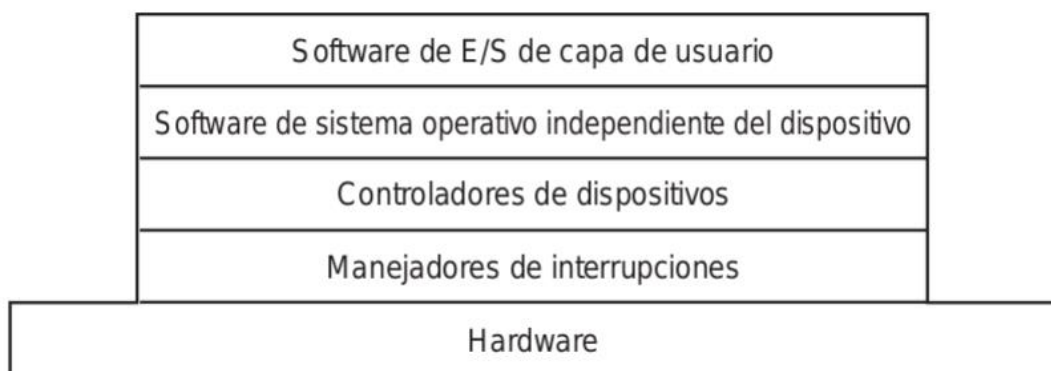 Software de E/S de capa de usuario
Software de sistema operativo independiente del dispositivo
Controladores de dispositivos
Manejadores de interrupciones
Hardware